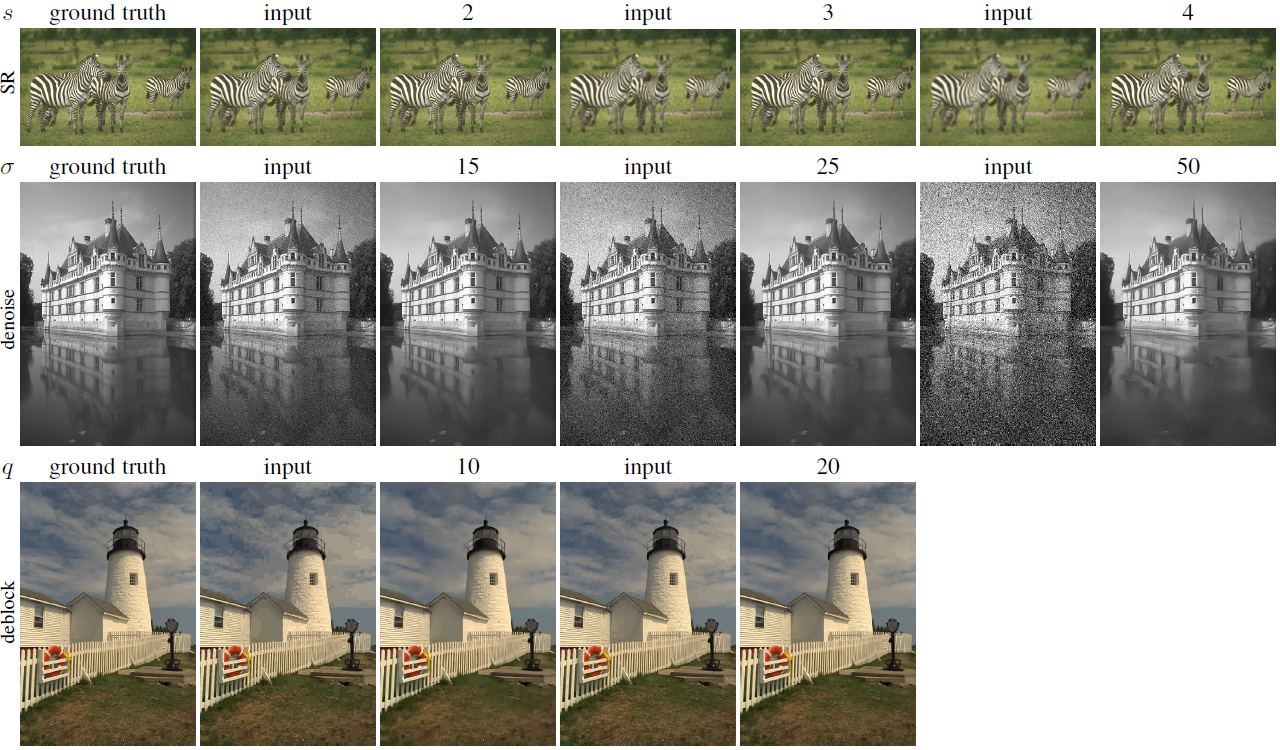 s ground truth input 2 input 3 input 4
SR
σ ground truth input 15 input 25 input 50
denoise
q ground truth input 10 input 20
deblock